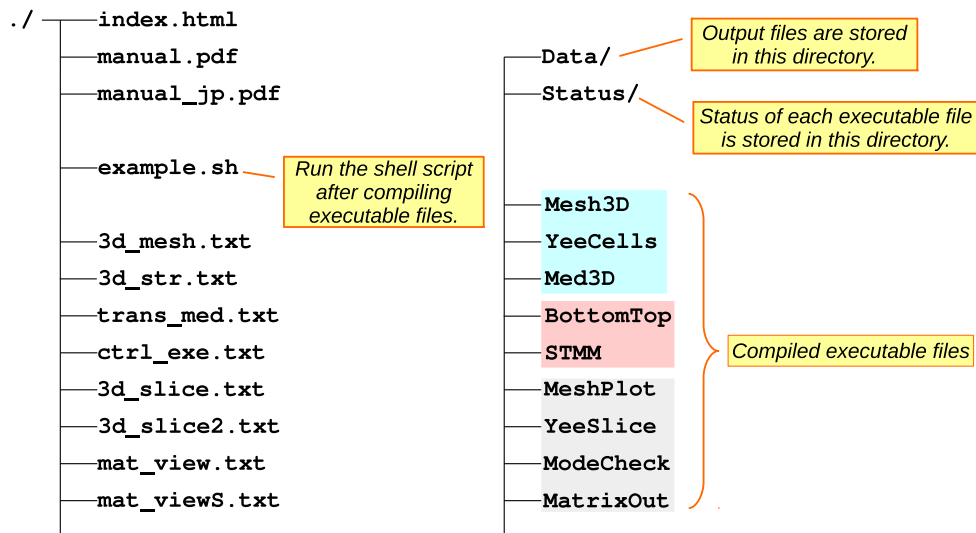 ./
index.html
manual.pdf
manual_jp.pdf
example.sh
Run the shell script
after compiling
executable files.
3d_mesh.txt
3d_str.txt
trans_med.txt
ctrl_exe.txt
3d_slice.txt
3d_slice2.txt
mat_view.txt
mat_viewS.txt
Data/
Output files are stored
in this directory.
Status/
Status of each executable file
is stored in this directory.
Mesh3D
YeeCells
Med3D
BottomTop
STMM
MeshPlot
YeeSlice
ModeCheck
MatrixOut
Compiled executable files